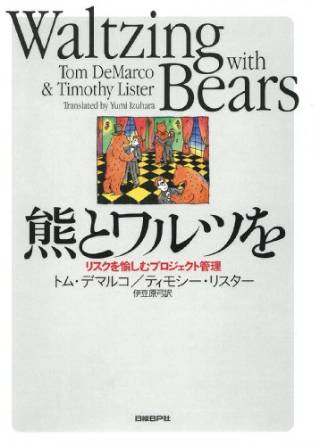 Waltzing
with
Tom DeMarco
& Timothy Lister
Translated by Yumi Izuhara
Bears
熊とワルツを
リスクを愉しむプロジェクト管理
トム・デマルコ／ティモシー・リスター
伊豆原弓訳
日経BP社